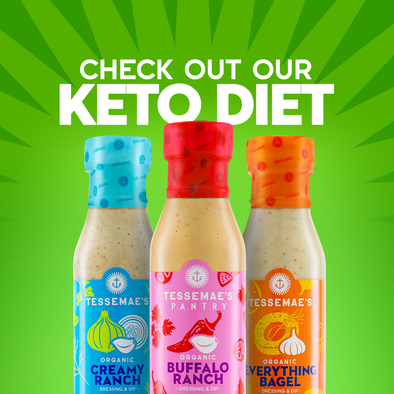 CHECK OUT OUR
KETO DIET
TESSEMAE'S
ORGANIC
CREAMY
RANCH
DRESSING & DIP
TESSEMAE'S
PANTRY
ORGANIC
BUFFALO
RANCH
DRESSING & DIP
TESSEMAE'S
ORGANIC
EVERYTHING
BAGEL
DRESSING & DIP